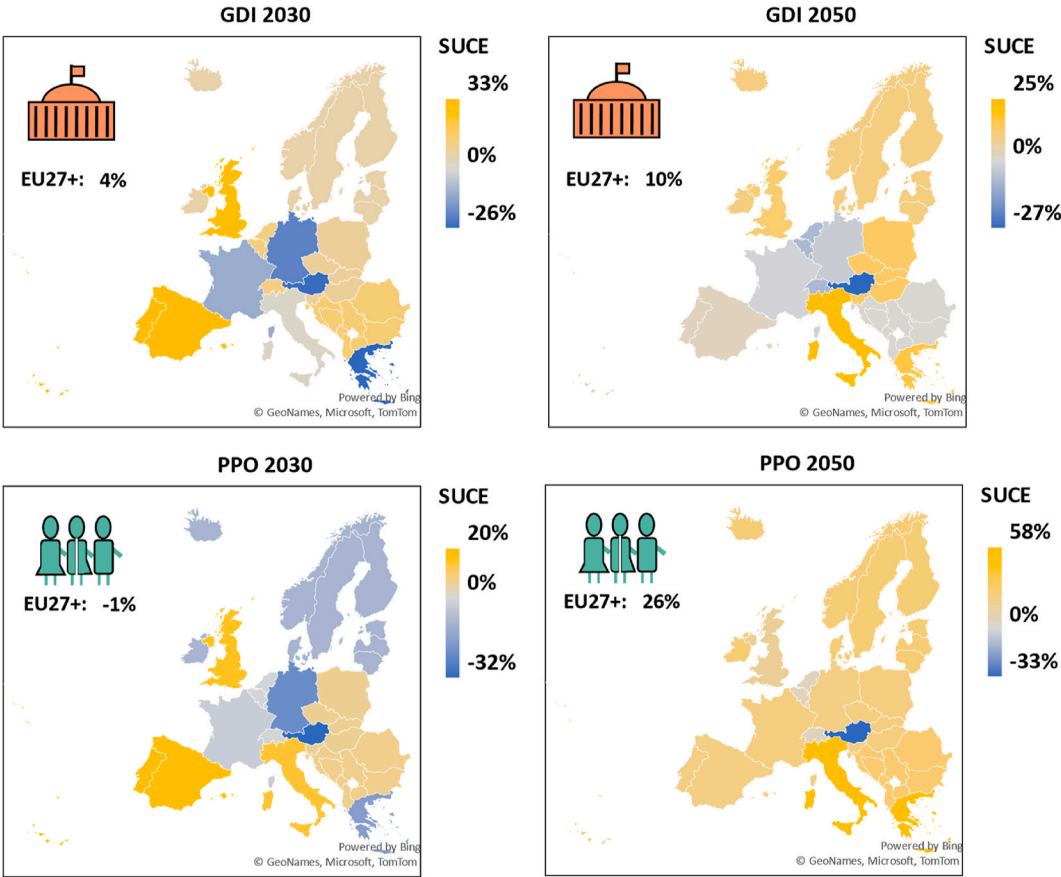 GDI 2030
SUCE
33%
0%
-26%
EU27+: 4%
Powered by Bing
© GeoNames, Microsoft, TomTom
GDI 2050
SUCE
25%
0%
-27%
EU27+: 10%
Powered by Bing
© GeoNames, Microsoft, TomTom
PPO 2030
SUCE
20%
0%
-32%
EU27+: -1%
Powered by Bing
© GeoNames, Microsoft, TomTom
PPO 2050
SUCE
58%
0%
-33%
EU27+: 26%
Powered by Bing
© GeoNames, Microsoft, TomTom